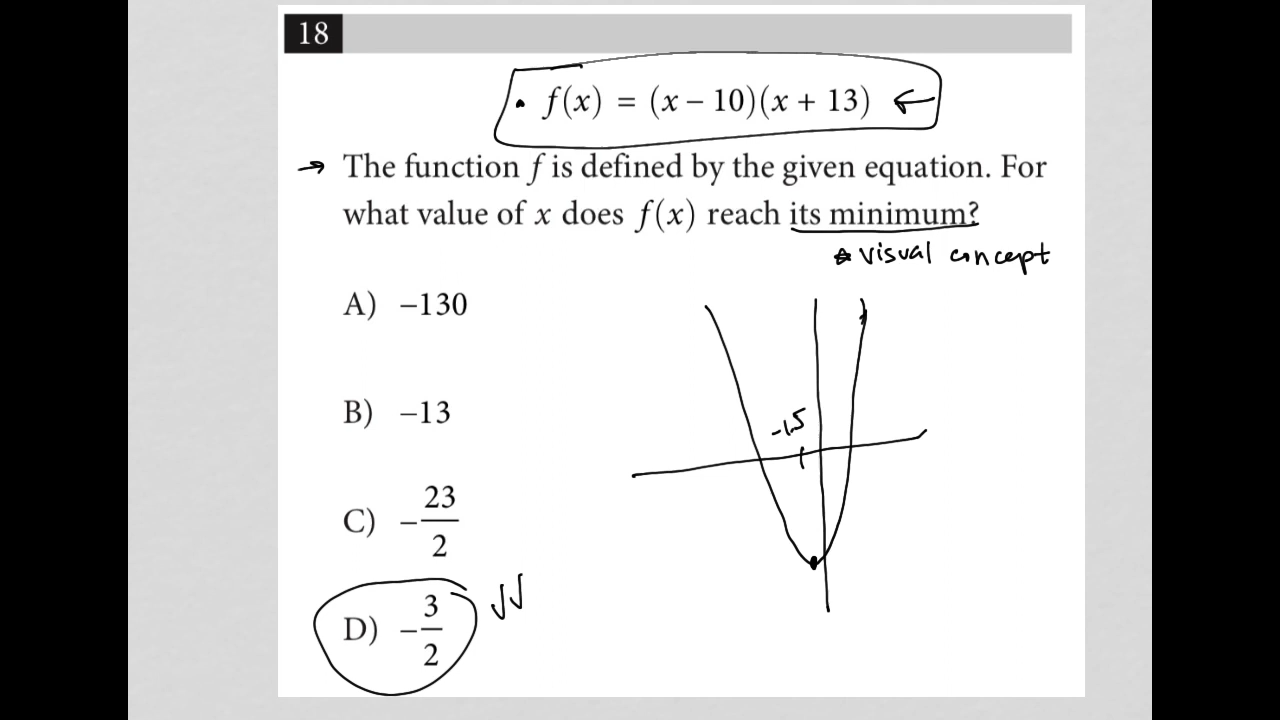 18
f(x) = (x − 10)(x + 13)
The function f is defined by the given equation. For
what value of x does f(x) reach its minimum?
visual concept
A) −130
B) −13
-1.5
C) −23/2
D) −3/2